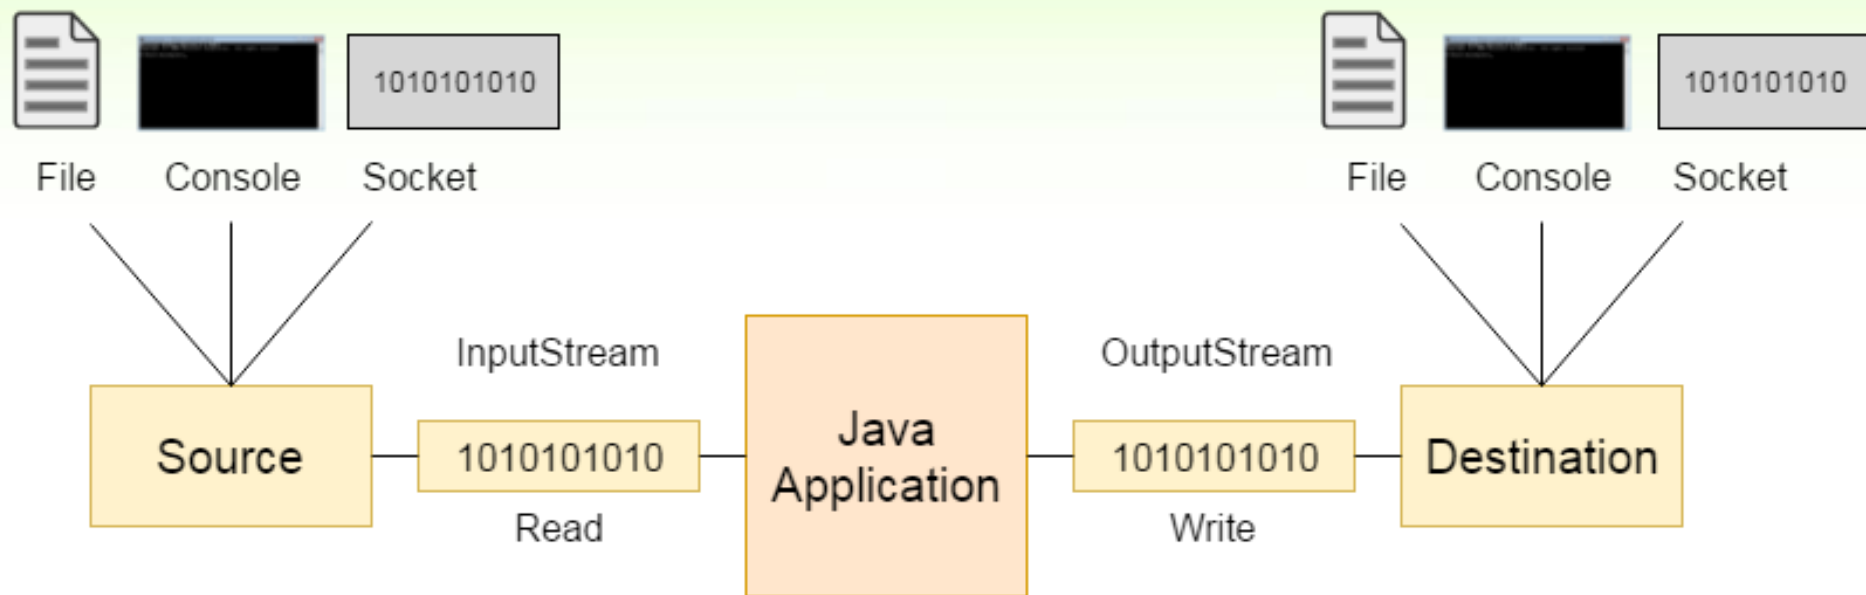 1010101010
1010101010
File Console Socket
File Console Socket
InputStream
OutputStream
Source
1010101010
Java
Application
1010101010
Destination
Read
Write